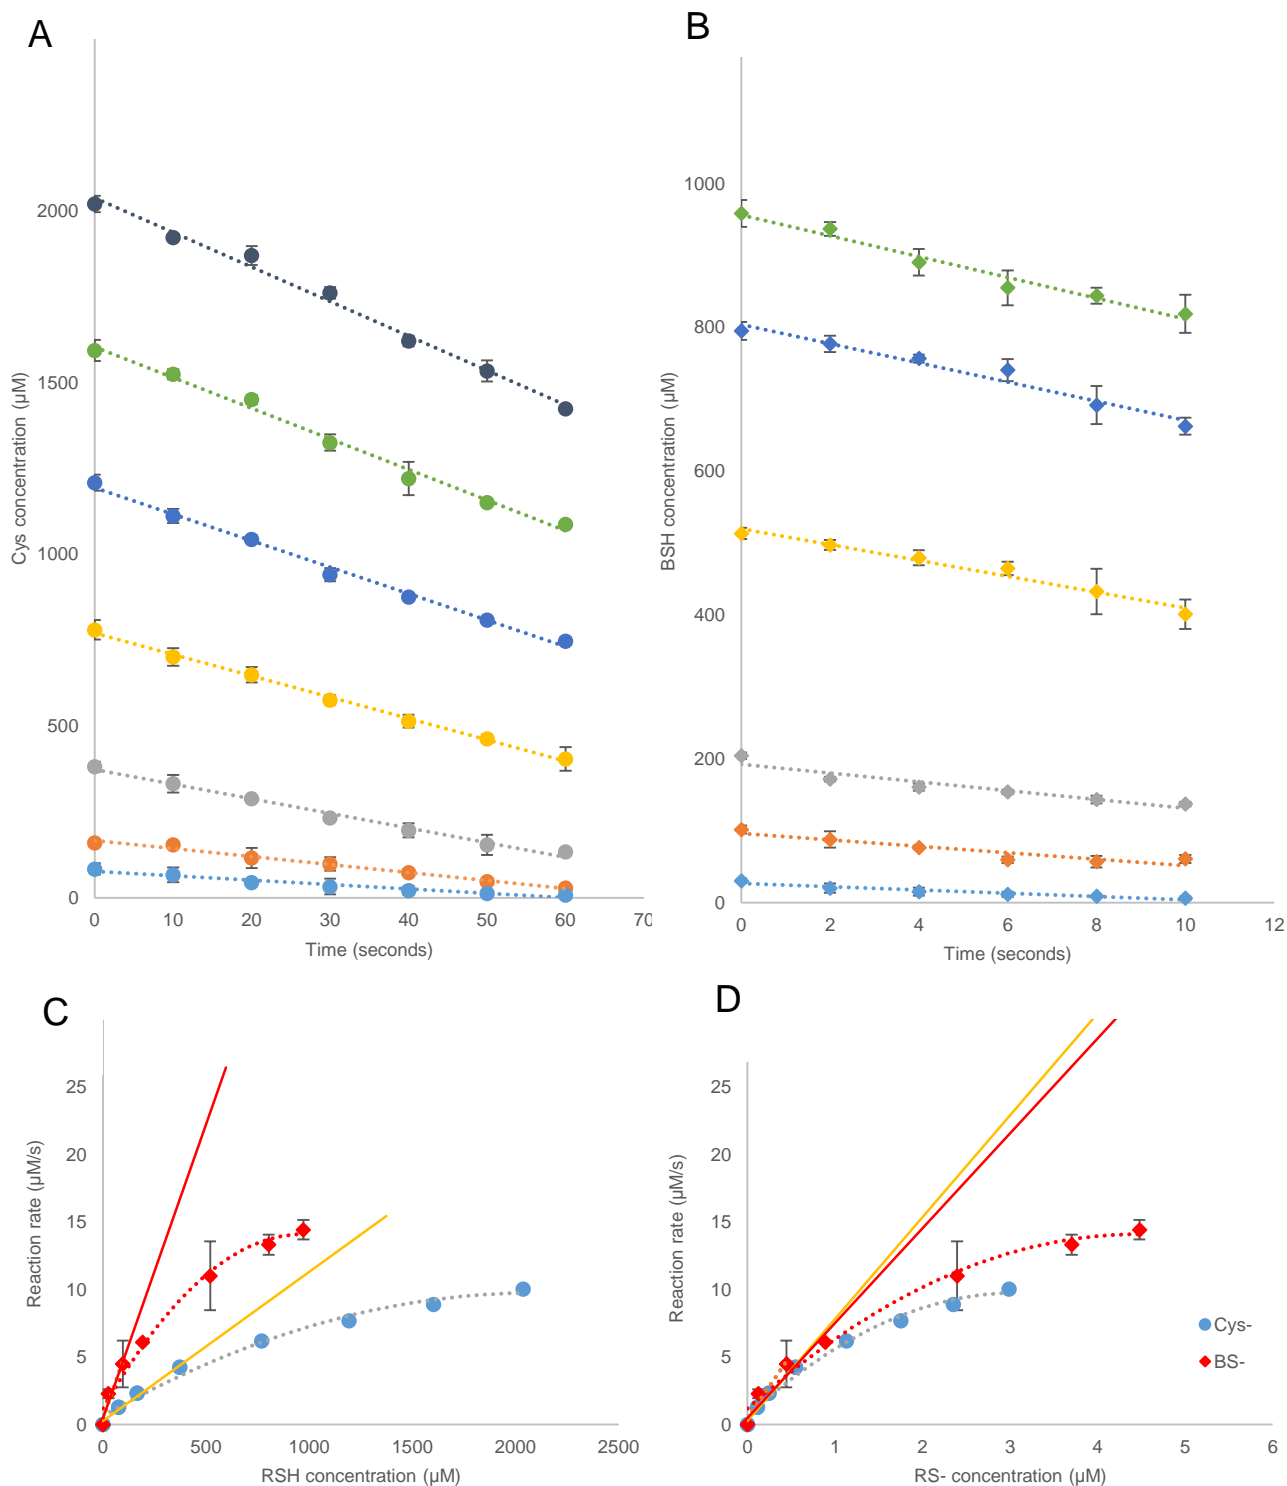 A
B
Cys concentration (µM)
2000
1500
1000
500
0
0 10 20 30 40 50 60 70
Time (seconds)
BSH concentration (µM)
1000
800
600
400
200
0
0 2 4 6 8 10 12
Time (seconds)
C
D
Reaction rate (µM/s)
25
20
15
10
5
0
0 500 1000 1500 2000 2500
RSH concentration (µM)
Reaction rate (µM/s)
25
20
15
10
5
0
0 1 2 3 4 5 6
RS- concentration (µM)
Cys-
BS-